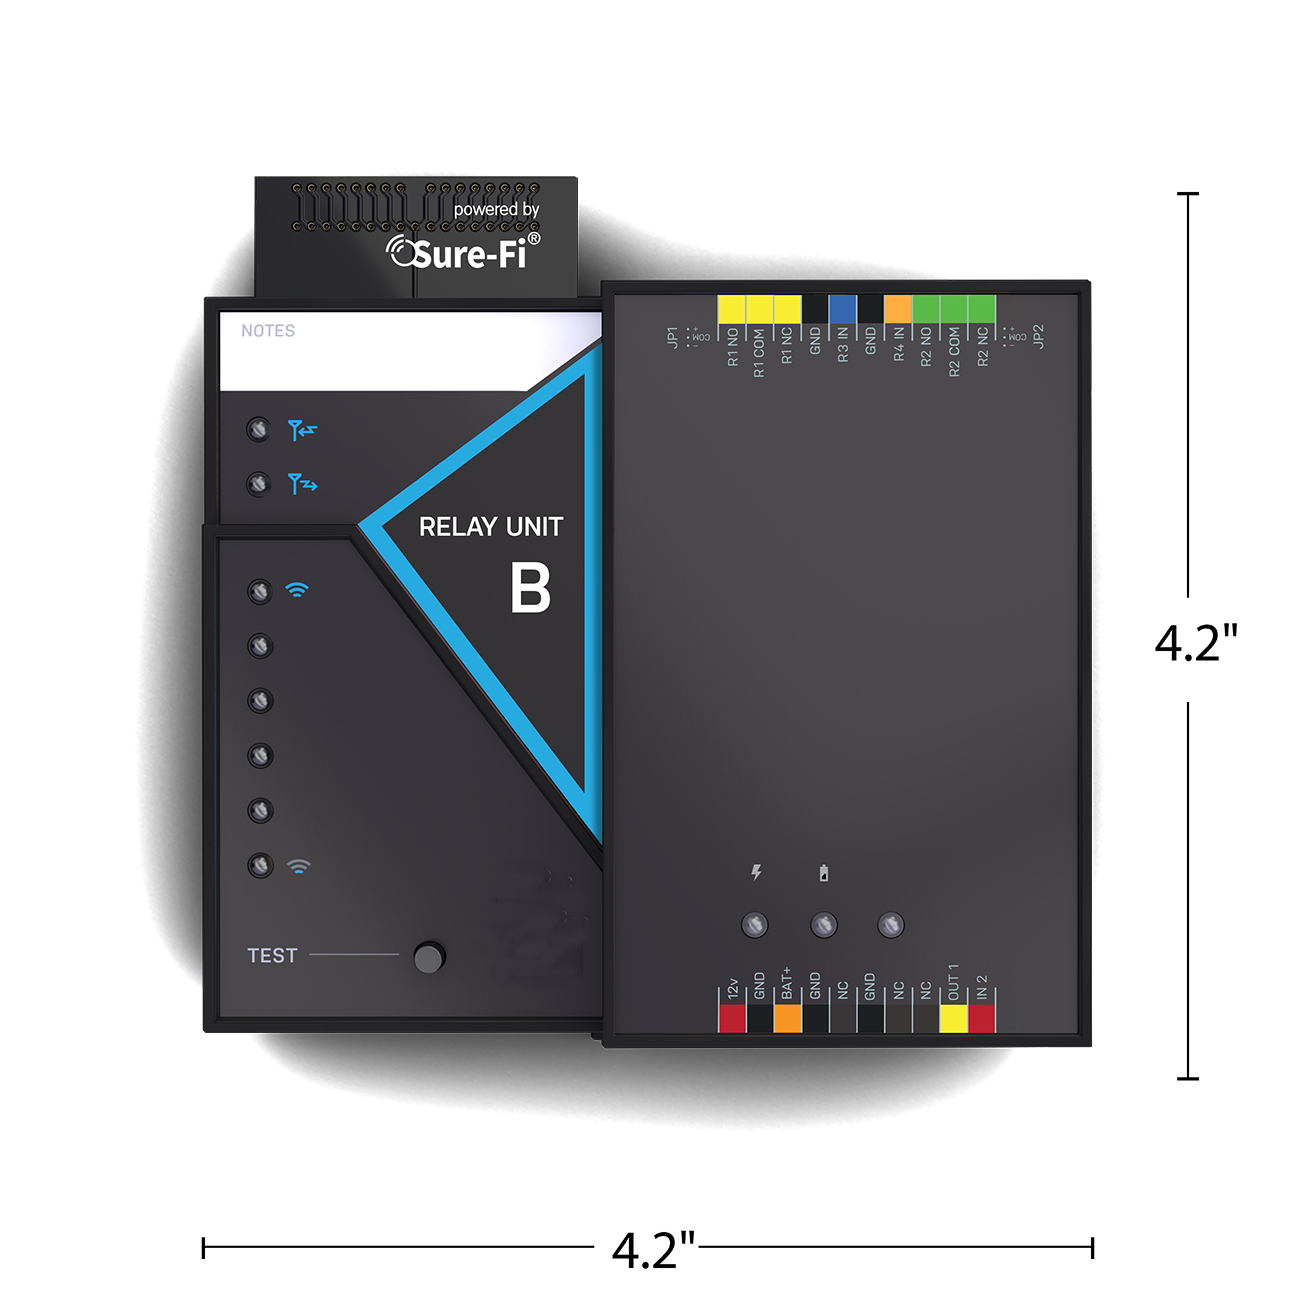 powered by
Sure-Fi®
NOTES
JP1
+
COM
-
R1 NO
R1 COM
R1 NC
GND
R3 IN
GND
R4 IN
R2 NO
R2 COM
R2 NC
+
COM
-
JP2
RELAY UNIT
B
4.2"
TEST
12v
GND
BAT+
GND
NC
GND
NC
NC
OUT 1
IN 2
4.2"